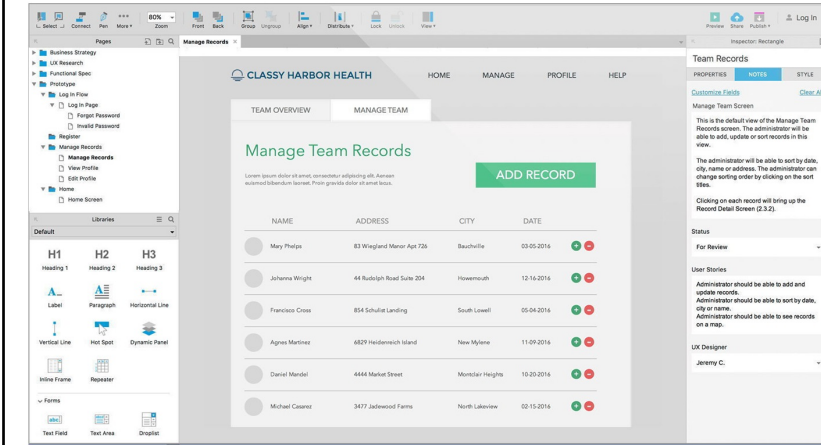 Select
Connect
Pen
More
80%
Zoom
Front
Back
Group
Ungroup
Align
Distribute
Lock
Unlock
View
Preview
Share
Publish
Log In
Pages
Business Strategy
UX Research
Functional Spec
Prototype
Log In Flow
Log In Page
Forgot Password
Invalid Password
Register
Manage Records
Manage Records
View Profile
Edit Profile
Home
Home Screen
Libraries
Default
H1 H2 H3
Heading 1 Heading 2 Heading 3
Label Paragraph Horizontal Line
Vertical Line Hot Spot Dynamic Panel
Inline Frame Repeater
Forms
Text Field Text Area Droplist
Manage Records
CLASSY HARBOR HEALTH HOME MANAGE PROFILE HELP
TEAM OVERVIEW MANAGE TEAM
Manage Team Records
Lorem ipsum dolor sit amet, consectetur adipiscing elit. Aenean
euismod bibendum laoreet. Proin gravida dolor sit amet lacus.
ADD RECORD
NAME ADDRESS CITY DATE
Mary Phelps 83 Wiegland Manor Apt 726 Bauchville 03-05-2016
Johanna Wright 44 Rudolph Road Suite 204 Howemouth 12-16-2016
Francisco Cross 854 Schulist Landing South Lowell 05-04-2016
Agnes Martinez 6829 Heidenreich Island New Mylene 11-09-2016
Daniel Mandel 4444 Market Street Montclair Heights 10-20-2016
Michael Casarez 3477 Jadewood Farms North Lakeview 02-15-2016
Inspector: Rectangle
Team Records
PROPERTIES NOTES STYLE
Customize Fields Clear Al
Manage Team Screen
This is the default view of the Manage Team
Records screen. The administrator will be
able to add, update or sort records in this
view.
The administrator will be able to sort by date,
city, name or address. The administrator can
change sorting order by clicking on the sort
titles.
Clicking on each record will bring up the
Record Detail Screen (2.3.2).
Status
For Review
User Stories
Administrator should be able to add and
update records.
Administrator should be able to sort by date,
city or name.
Administrator should be able to see records
on a map.
UX Designer
Jeremy C.